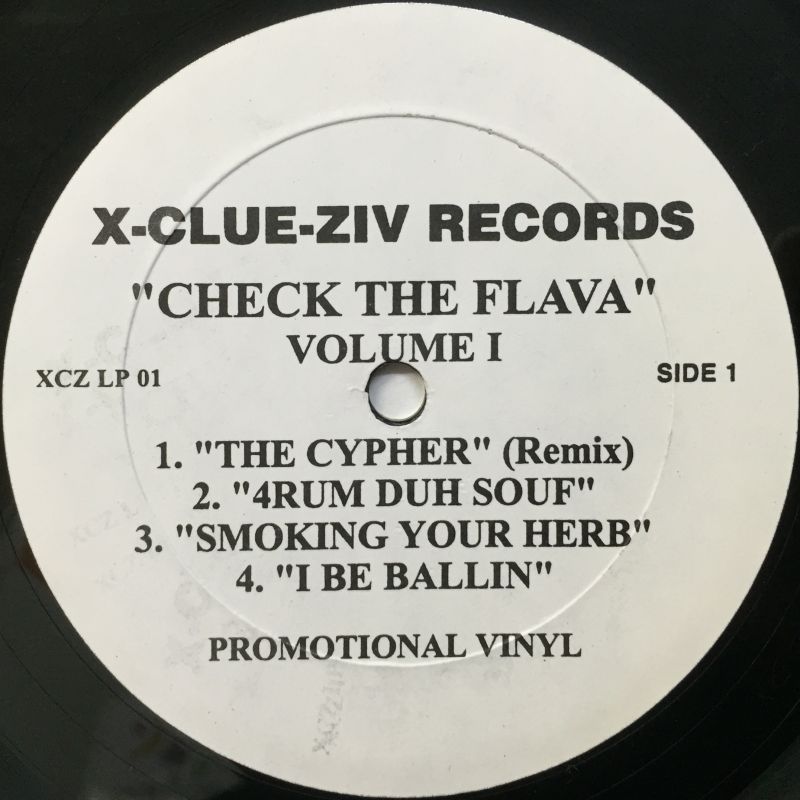 X-CLUE-ZIV RECORDS
"CHECK THE FLAVA"
VOLUME I
XCZ LP 01
SIDE 1
1. "THE CYPHER" (Remix)
2. "4RUM DUH SOUF"
3. "SMOKING YOUR HERB"
4. "I BE BALLIN"
PROMOTIONAL VINYL